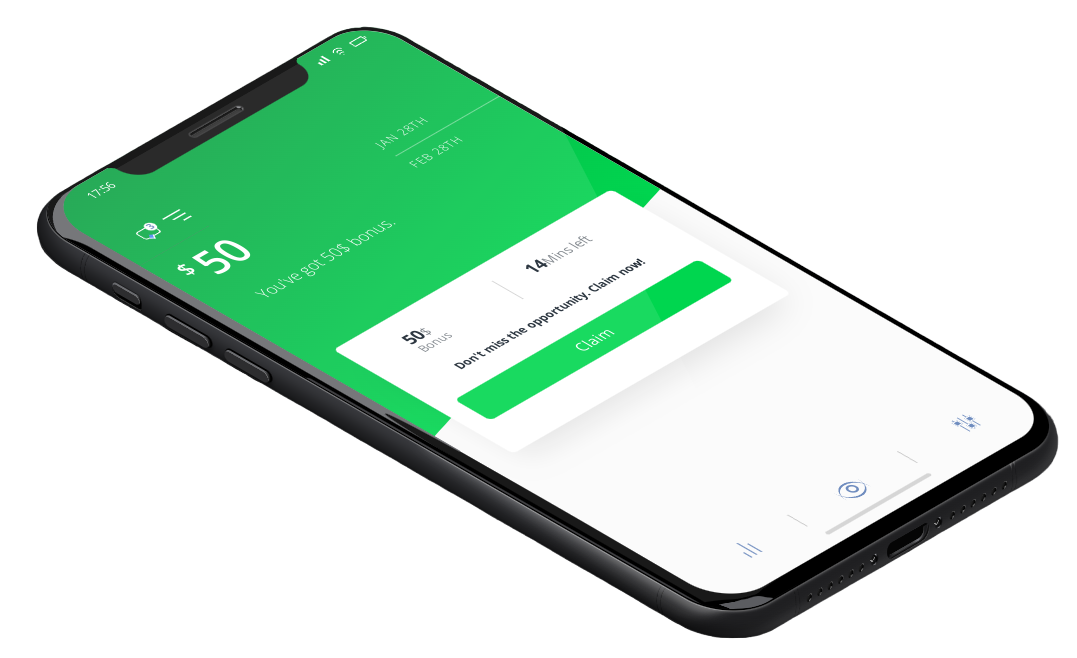 17:56
3
$ 50
JAN 28TH
FEB 28TH
You've got 50$ bonus.
50$
Bonus
14Mins left
Don't miss the opportunity. Claim now!
Claim